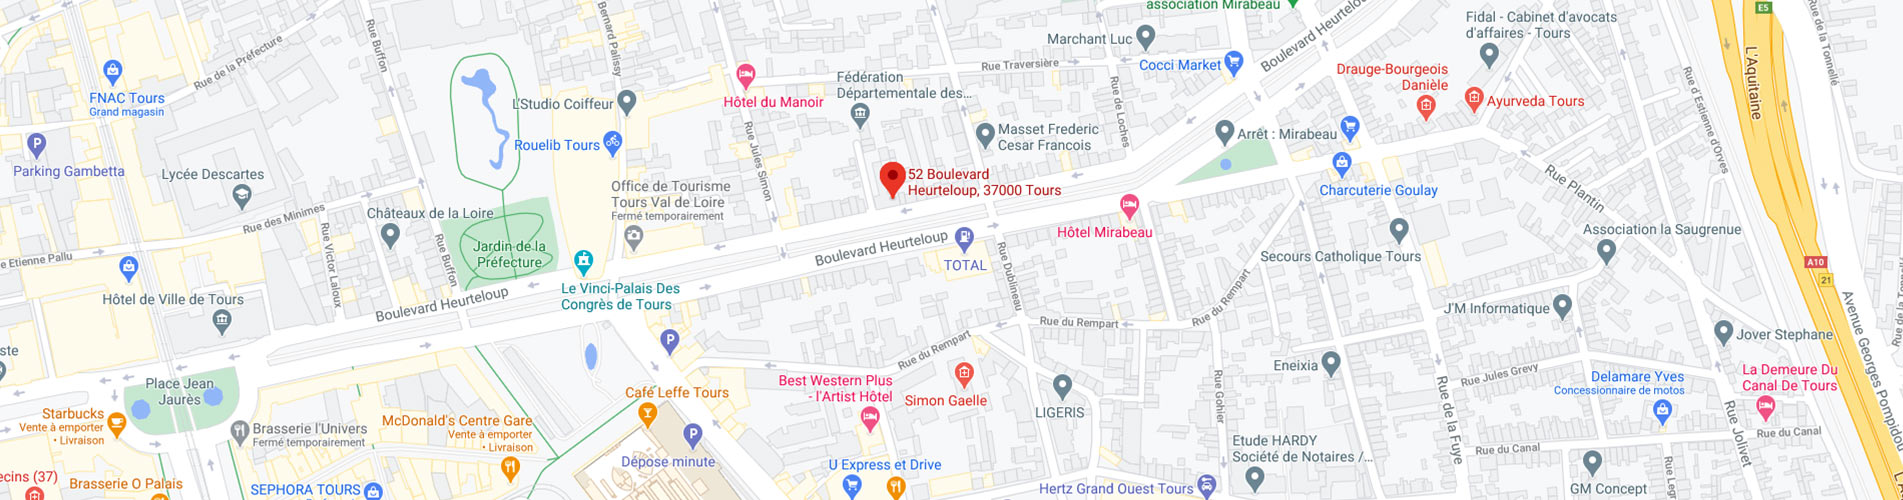 association Mirabeau
E5
Fidal - Cabinet d'avocats
d'affaires - Tours
Marchant Luc
Boulevard Heurteloup
L'Aquitaine
Rue de la Tonnellé
Bernard Palissy
Rue Buffon
Rue de la Préfecture
Rue Traversière
Cocci Market
Drauge-Bourgeois
Danièle
Ayurveda Tours
FNAC Tours
Grand magasin
L'Studio Coiffeur
Hôtel du Manoir
Fédération
Départementale des...
Rue de Loches
Rue d'Estienne d'Orves
Rouelib Tours
Masset Frederic
Cesar Francois
Arrêt : Mirabeau
Parking Gambetta
Lycée Descartes
Rue Jules Simon
52 Boulevard
Heurteloup, 37000 Tours
Charcuterie Goulay
Rue Plantin
Office de Tourisme
Tours Val de Loire
Fermé temporairement
Châteaux de la Loire
Rue des Minimes
Hôtel Mirabeau
Association la Saugrenue
Rue Victor Laloux
Rue Buffon
Jardin de la
Préfecture
Boulevard Heurteloup
TOTAL
Rue Dublineau
Secours Catholique Tours
A10
21
e Etienne Pallu
Hôtel de Ville de Tours
Boulevard Heurteloup
Le Vinci-Palais Des
Congrès de Tours
P
Rue du Rempart
Rue du Rempart
Rue du Rempart
J'M Informatique
Jover Stephane
Avenue Georges Pompidou
Eneixia
Rue Jules Grevy
Delamare Yves
Concessionnaire de motos
La Demeure Du
Canal De Tours
Place Jean
Jaurès
Best Western Plus
- l'Artist Hôtel
Simon Gaelle
LIGERIS
Rue Gohier
Rue de la Fuye
Rue Jolivet
Starbucks
Vente à emporter
• Livraison
Brasserie l'Univers
Fermé temporairement
McDonald's Centre Gare
Vente à emporter
• Livraison
Café Leffe Tours
P
Dépose minute
U Express et Drive
Etude HARDY
Société de Notaires /...
Rue du Canal
Rue du Canal
ecins (37)
Brasserie O Palais
SEPHORA TOURS
Hertz Grand Ouest Tours
GM Concept